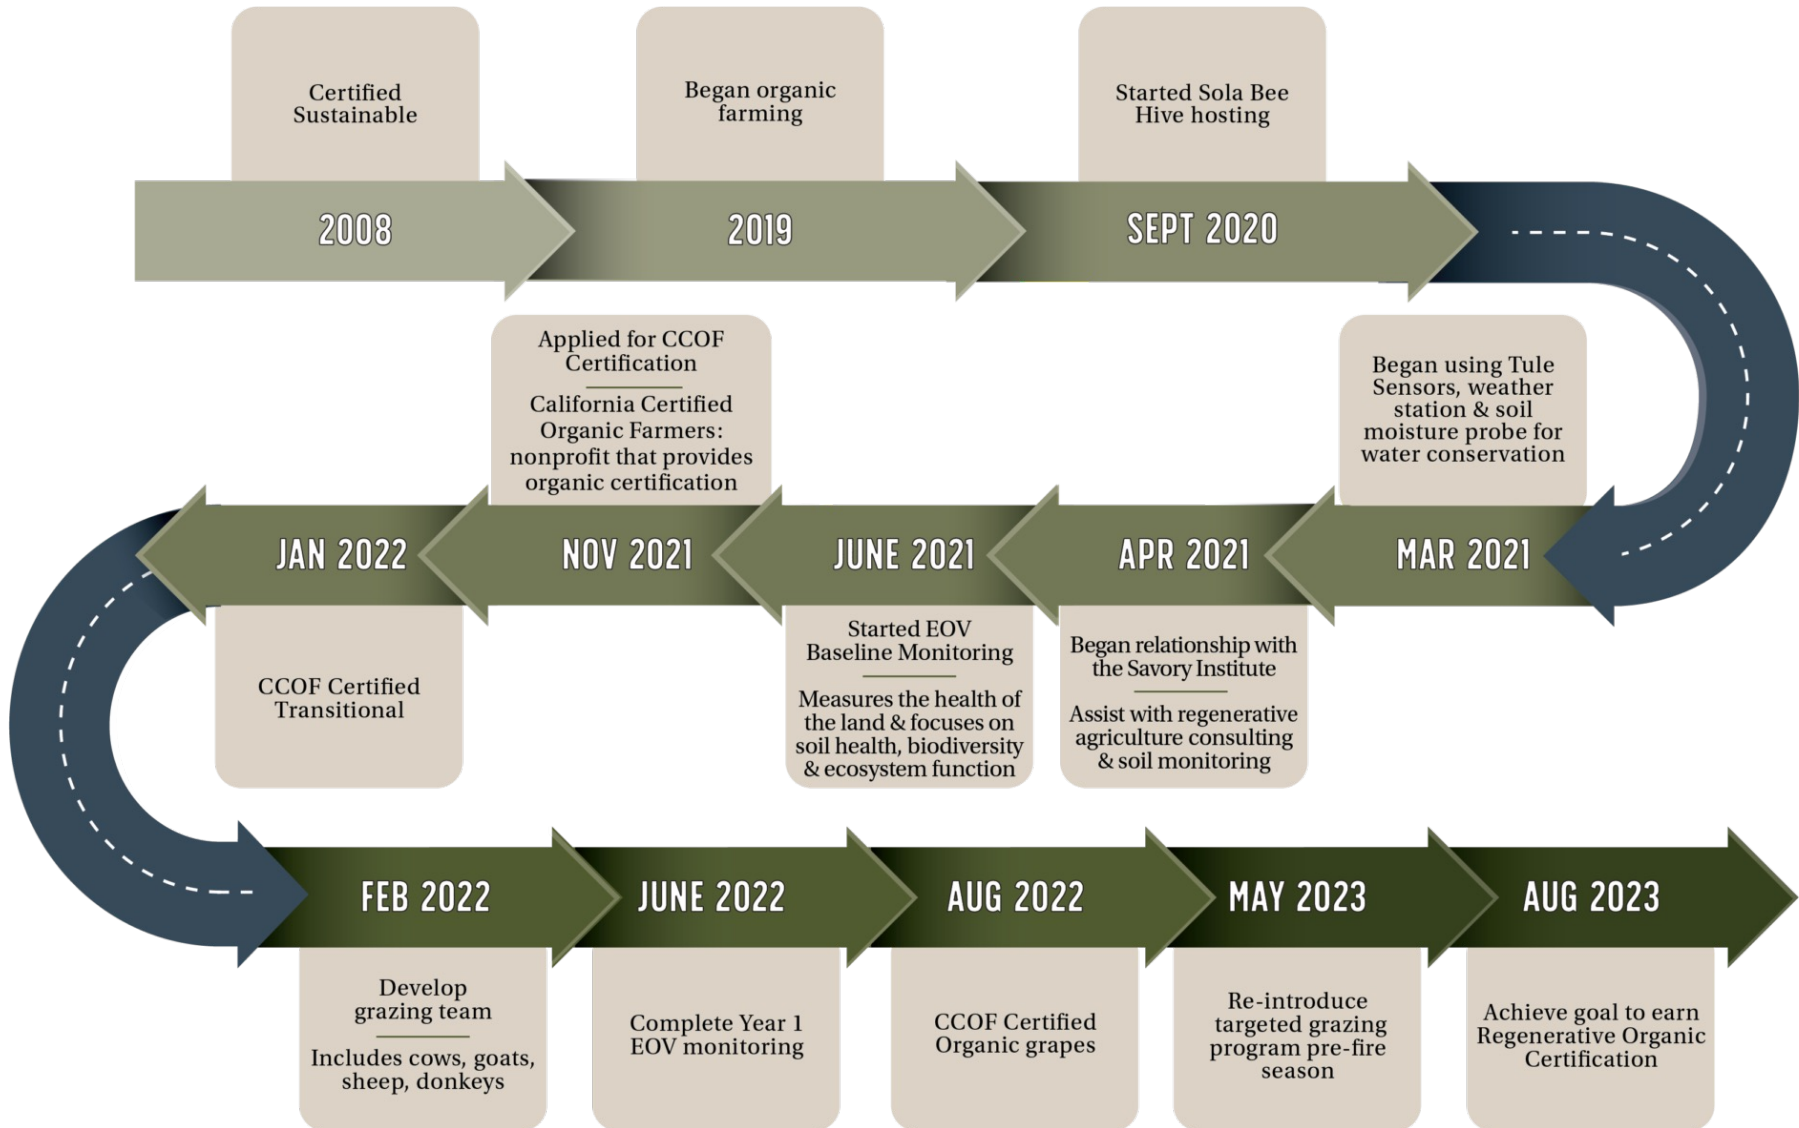 Certified
Sustainable
2008
Began organic
farming
2019
Started Sola Bee
Hive hosting
SEPT 2020
Began using Tule
Sensors, weather
station & soil
moisture probe for
water conservation
MAR 2021
APR 2021
Began relationship with
the Savory Institute
Assist with regenerative
agriculture consulting
& soil monitoring
JUNE 2021
Started EOV
Baseline Monitoring
Measures the health of
the land & focuses on
soil health, biodiversity
& ecosystem function
Applied for CCOF
Certification
California Certified
Organic Farmers:
nonprofit that provides
organic certification
NOV 2021
JAN 2022
CCOF Certified
Transitional
FEB 2022
Develop
grazing team
Includes cows, goats,
sheep, donkeys
JUNE 2022
Complete Year 1
EOV monitoring
AUG 2022
CCOF Certified
Organic grapes
MAY 2023
Re-introduce
targeted grazing
program pre-fire
season
AUG 2023
Achieve goal to earn
Regenerative Organic
Certification